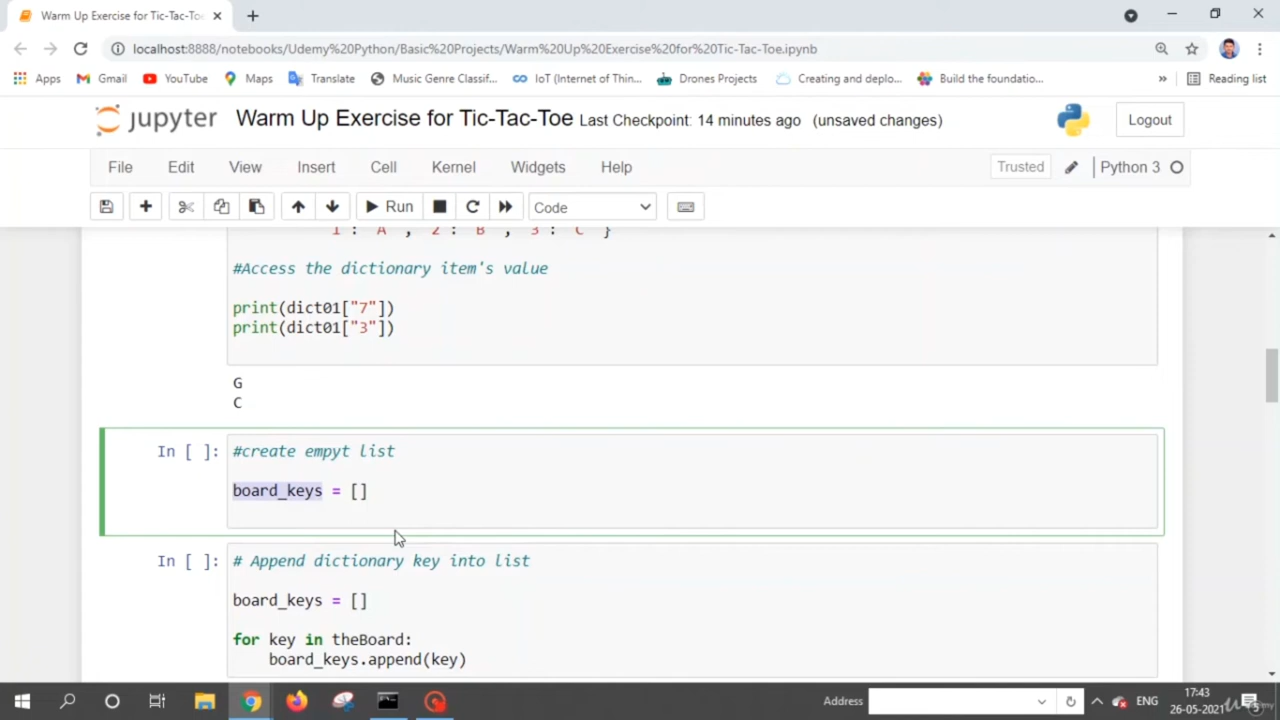 Warm Up Exercise for Tic-Tac-To
localhost:8888/notebooks/Udemy%20Python/Basic%20Projects/Warm%20Up%20Exercise%20for%20Tic-Tac-Toe.ipynb
Apps Gmail YouTube Maps Translate Music Genre Classif... IoT (Internet of Thin... Drones Projects Creating and deplo... Build the foundatio... » Reading list
jupyter Warm Up Exercise for Tic-Tac-Toe Last Checkpoint: 14 minutes ago (unsaved changes) Logout
File Edit View Insert Cell Kernel Widgets Help Trusted Python 3
Run Code
1 : A , 2 : B , 3 : C }
#Access the dictionary item's value
print(dict01["7"])
print(dict01["3"])
G
C
In [ ]: #create empyt list
board_keys = []
In [ ]: # Append dictionary key into list
board_keys = []
for key in theBoard:
board_keys.append(key)
Address ENG 17:43
26-05-2021